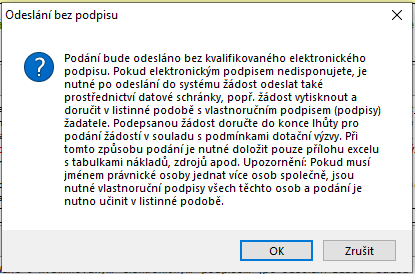 Odeslání bez podpisu
Podání bude odesláno bez kvalifikovaného elektronického
podpisu. Pokud elektronickým podpisem nedisponujete, je
nutné po odeslání do systému žádost odeslat také
prostřednictví datové schránky, popř. žádost vytisknout a
doručit v listinné podobě s vlastnoručním podpisem (podpisy)
žadatele. Podepsanou žádost doručte do konce lhůty pro
podání žádostí v souladu s podmínkami dotační výzvy. Při
tomto způsobu podání je nutné doložit pouze přílohu excelu
s tabulkami nákladů, zdrojů apod. Upozornění: Pokud musí
jménem právnické osoby jednat více osob společně, jsou
nutné vlastnoruční podpisy všech těchto osob a podání je
nutno učinit v listinné podobě.
OK
Zrušit